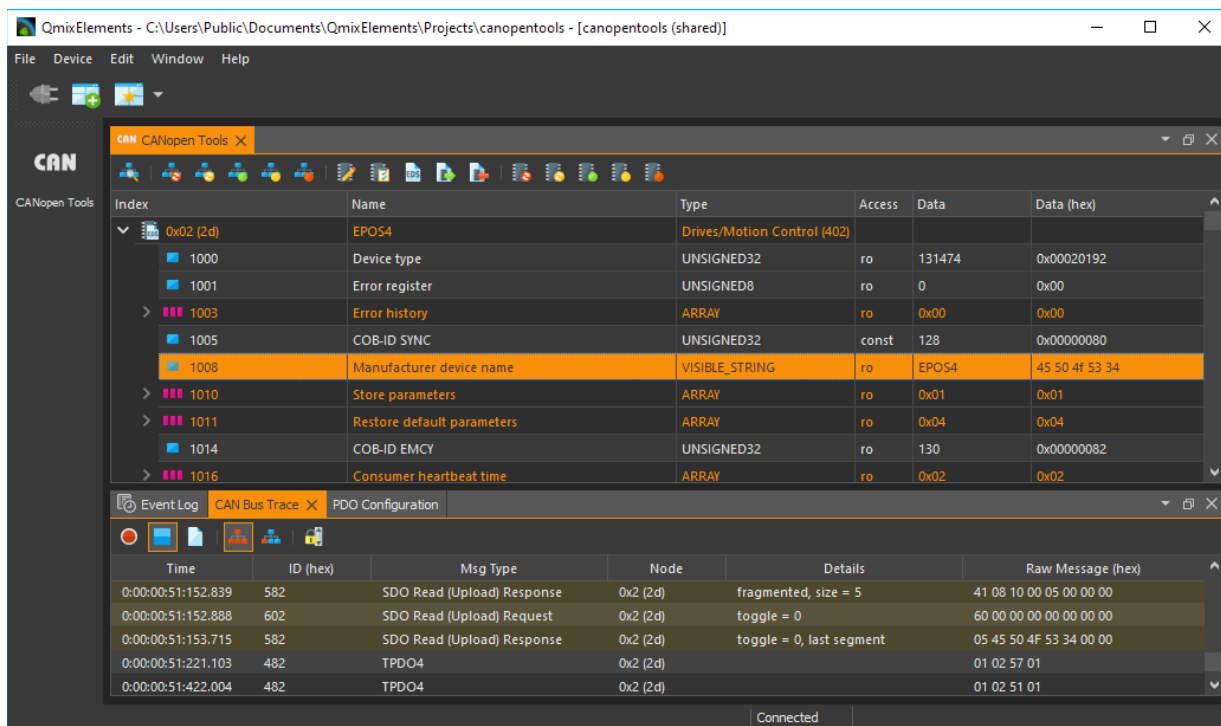 QmixElements - C:\Users\Public\Documents\QmixElements\Projects\canopentools - [canopentools (shared)]
File Device Edit Window Help
CAN CANopen Tools
CAN
CANopen Tools
EDS
Index Name Type Access Data Data (hex)
EDS 0x02 (2d) EPOS4 Drives/Motion Control (402)
1000 Device type UNSIGNED32 ro 131474 0x00020192
1001 Error register UNSIGNED8 ro 0 0x00
1003 Error history ARRAY ro 0x00 0x00
1005 COB-ID SYNC UNSIGNED32 const 128 0x00000080
1008 Manufacturer device name VISIBLE_STRING ro EPOS4 45 50 4f 53 34
1010 Store parameters ARRAY ro 0x01 0x01
1011 Restore default parameters ARRAY ro 0x04 0x04
1014 COB-ID EMCY UNSIGNED32 ro 130 0x00000082
1016 Consumer heartbeat time ARRAY ro 0x02 0x02
Event Log CAN Bus Trace PDO Configuration
Time ID (hex) Msg Type Node Details Raw Message (hex)
0:00:00:51:152.839 582 SDO Read (Upload) Response 0x2 (2d) fragmented, size = 5 41 08 10 00 05 00 00 00
0:00:00:51:152.888 602 SDO Read (Upload) Request 0x2 (2d) toggle = 0 60 00 00 00 00 00 00 00
0:00:00:51:153.715 582 SDO Read (Upload) Response 0x2 (2d) toggle = 0, last segment 05 45 50 4F 53 34 00 00
0:00:00:51:221.103 482 TPDO4 0x2 (2d) 01 02 57 01
0:00:00:51:422.004 482 TPDO4 0x2 (2d) 01 02 51 01
Connected